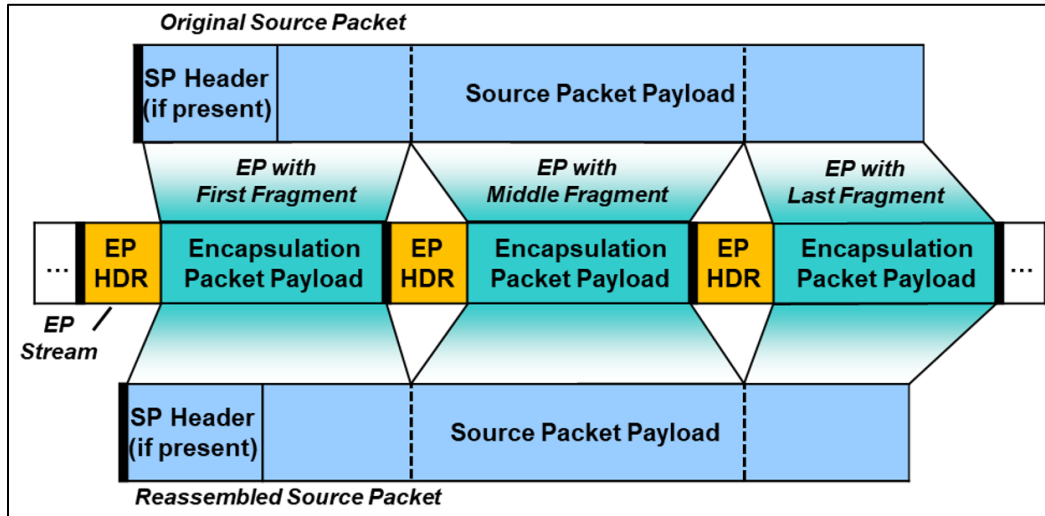 Original Source Packet
SP Header
(if present)
Source Packet Payload
EP with
First Fragment
EP with
Middle Fragment
EP with
Last Fragment
...
EP
HDR
Encapsulation
Packet Payload
EP
HDR
Encapsulation
Packet Payload
EP
HDR
Encapsulation
Packet Payload
...
EP
Stream
SP Header
(if present)
Source Packet Payload
Reassembled Source Packet